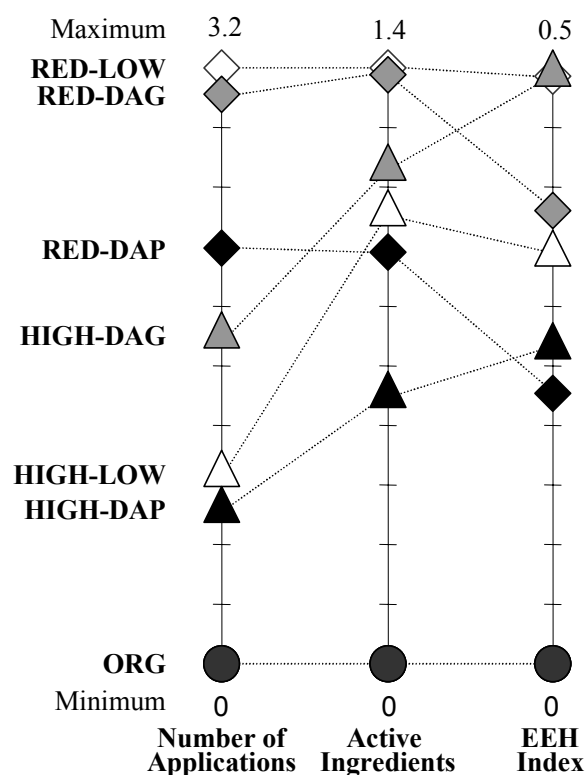 Maximum 3.2 1.4 0.5
RED-LOW
RED-DAG
RED-DAP
HIGH-DAG
HIGH-LOW
HIGH-DAP
ORG
Minimum 0 0 0
Number of Active EEH
Applications Ingredients Index